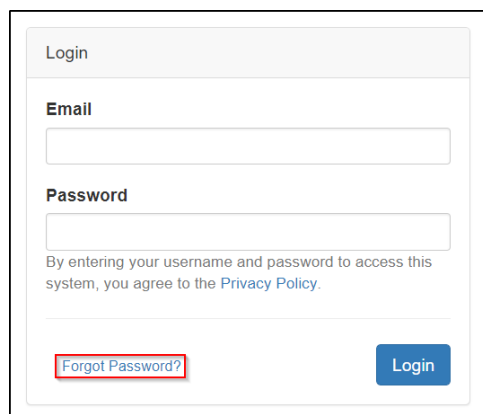 Login
Email
Password
By entering your username and password to access this
system, you agree to the Privacy Policy.
Forgot Password?
Login